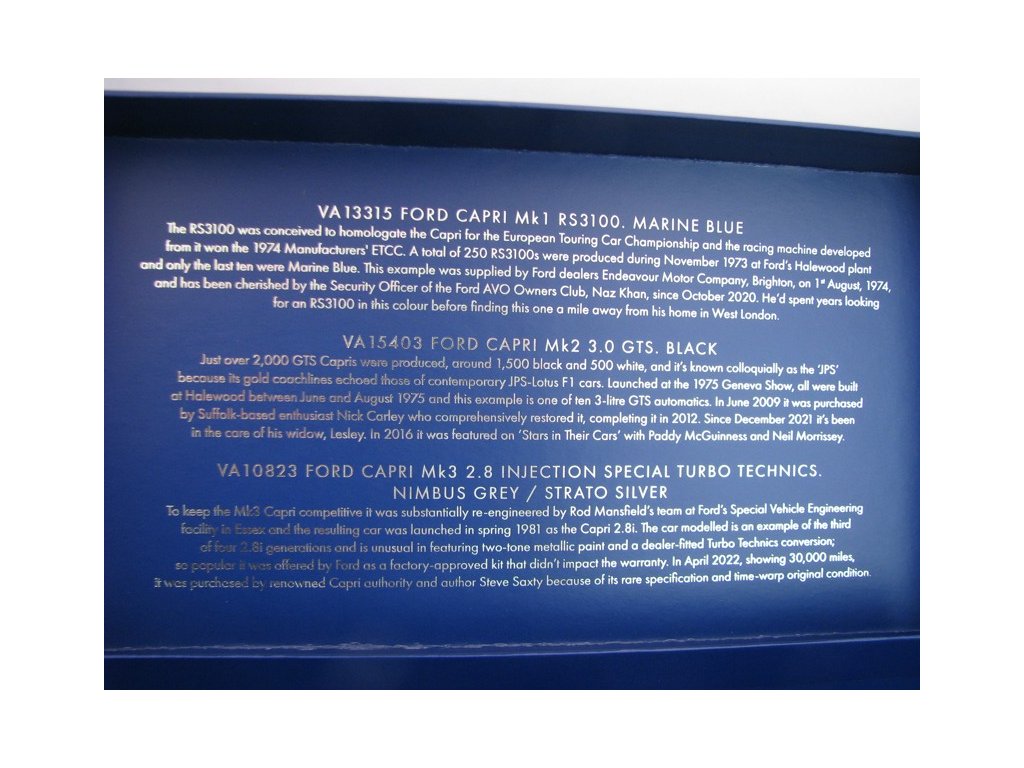 VA13315 FORD CAPRI Mk1 RS3100. MARINE BLUE
The RS3100 was conceived to homologate the Capri for the European Touring Car Championship and the racing machine developed
from it won the 1974 Manufacturers' ETCC. A total of 250 RS3100s were produced during November 1973 at Ford's Halewood plant
and only the last ten were Marine Blue. This example was supplied by Ford dealers Endeavour Motor Company, Brighton, on 1st August, 1974,
and has been cherished by the Security Officer of the Ford AVO Owners Club, Naz Khan, since October 2020. He'd spent years looking
for an RS3100 in this colour before finding this one a mile away from his home in West London.
VA15403 FORD CAPRI Mk2 3.0 GTS. BLACK
Just over 2,000 GTS Capris were produced, around 1,500 black and 500 white, and it's known colloquially as the 'JPS'
because its gold coachlines echoed those of contemporary JPS-Lotus F1 cars. Launched at the 1975 Geneva Show, all were built
at Halewood between June and August 1975 and this example is one of ten 3-litre GTS automatics. In June 2009 it was purchased
by Suffolk-based enthusiast Nick Carley who comprehensively restored it, completing it in 2012. Since December 2021 it's been
in the care of his widow, Lesley. In 2016 it was featured on 'Stars in Their Cars' with Paddy McGuinness and Neil Morrissey.
VA10823 FORD CAPRI Mk3 2.8 INJECTION SPECIAL TURBO TECHNICS.
NIMBUS GREY / STRATO SILVER
To keep the Mk3 Capri competitive it was substantially re-engineered by Rod Mansfield's team at Ford's Special Vehicle Engineering
facility in Essex and the resulting car was launched in spring 1981 as the Capri 2.8i. The car modelled is an example of the third
of four 2.8i generations and is unusual in featuring two-tone metallic paint and a dealer-fitted Turbo Technics conversion;
so popular it was offered by Ford as a factory-approved kit that didn't impact the warranty. In April 2022, showing 30,000 miles,
it was purchased by renowned Capri authority and author Steve Saxty because of its rare specification and time-warp original condition.